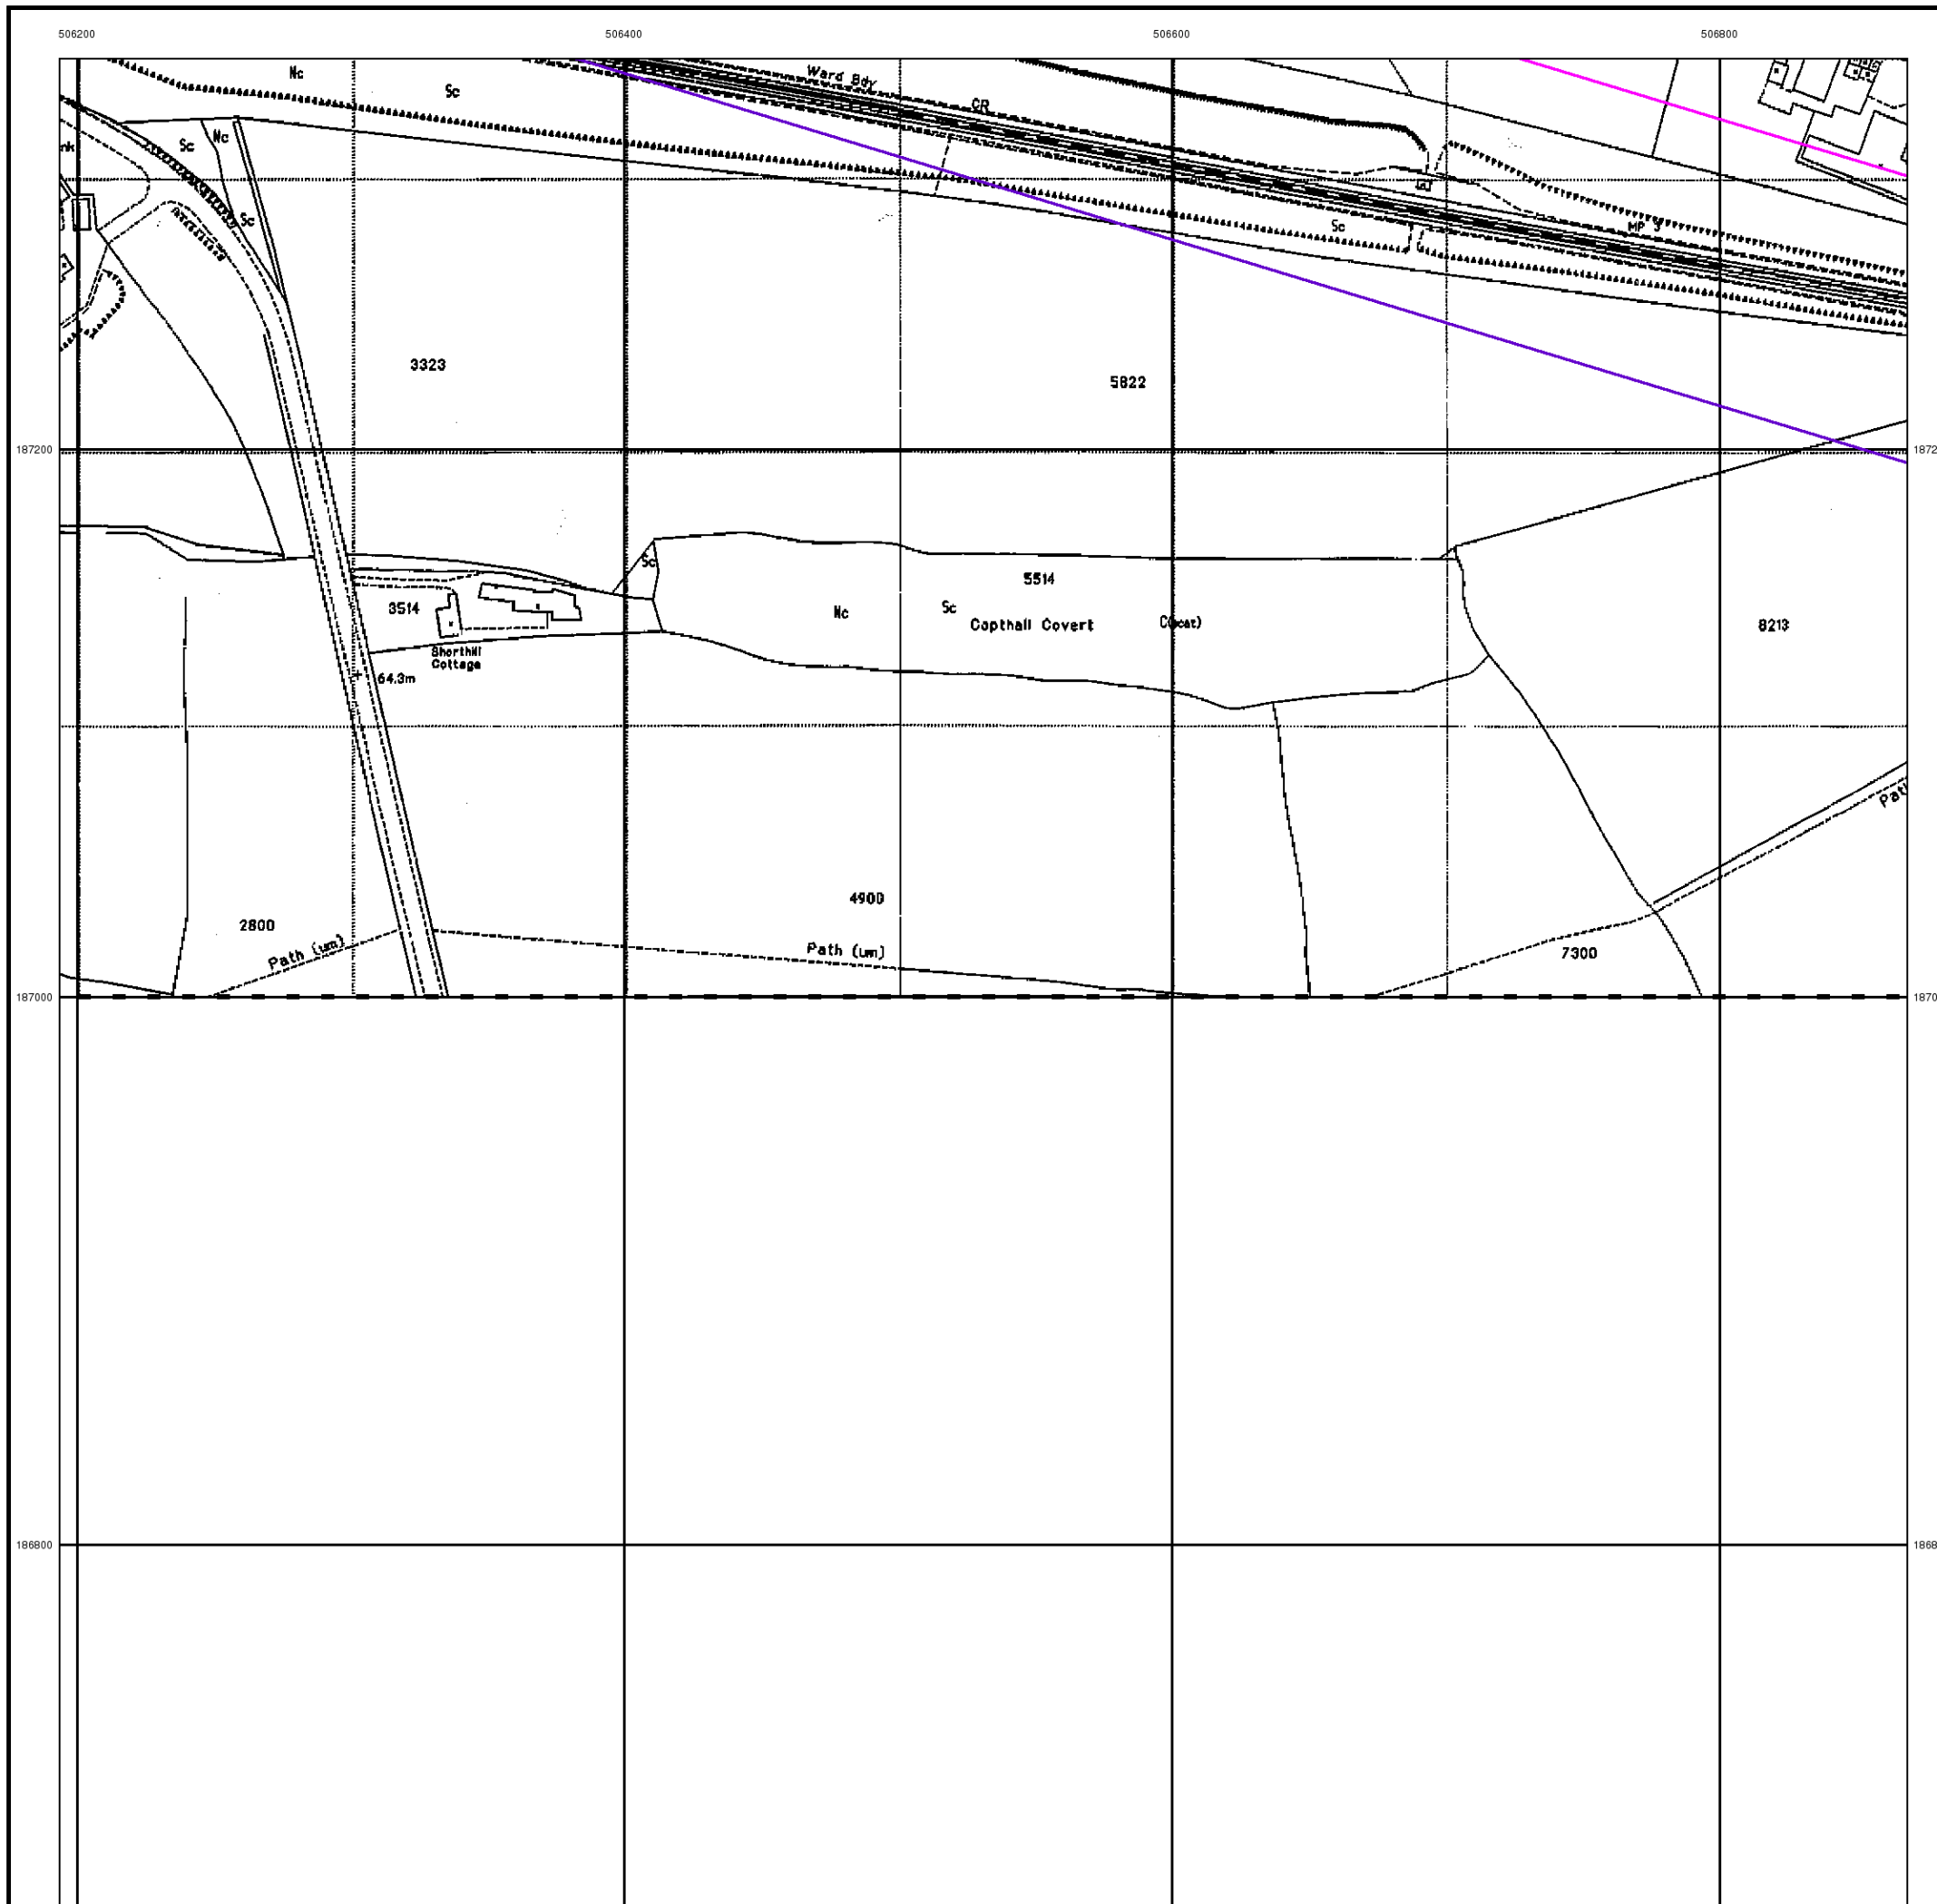 506200 506400 506600 506800
Nc
Sc
Ward Bdy
CR
Sc
Nc
Sc
Sc
MP 3
3323
5822
187200
Sc
5514
3514
Nc
Sc
Copthall Covert
8213
Shorthill
Cottage
64.3m
4900
2800
Path (um)
Path (um)
7300
Path
187000
186800